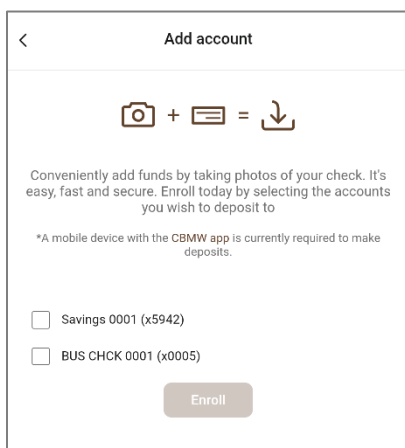 Add account
+ =
Conveniently add funds by taking photos of your check. It's
easy, fast and secure. Enroll today by selecting the accounts
you wish to deposit to
*A mobile device with the CBMW app is currently required to make
deposits.
Savings 0001 (x5942)
BUS CHCK 0001 (x0005)
Enroll